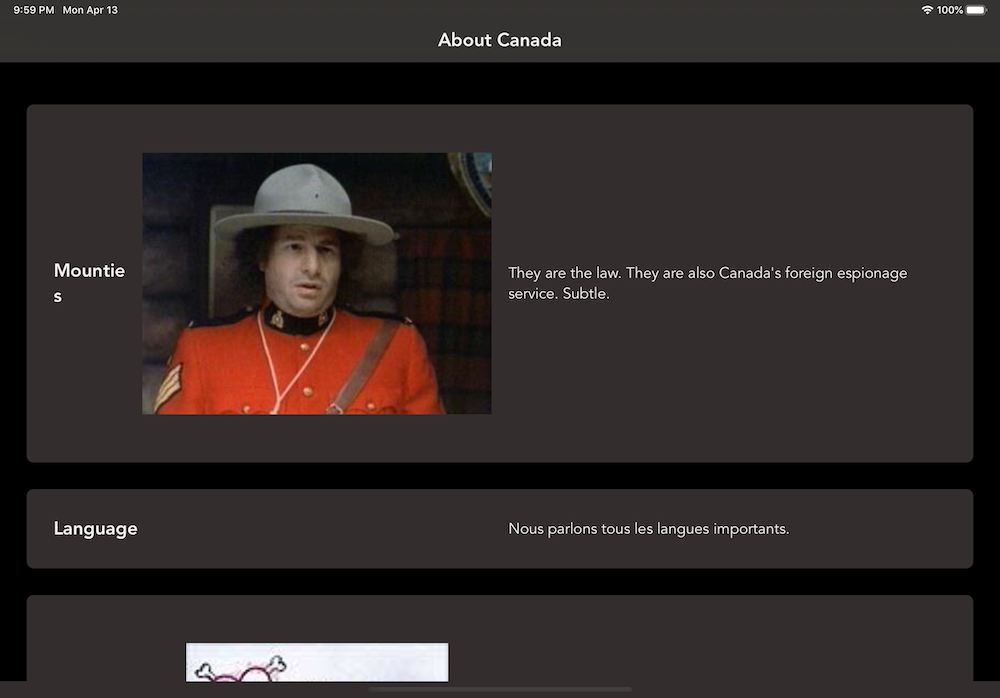 9:59 PM Mon Apr 13
100%
About Canada
Mountie
s
They are the law. They are also Canada's foreign espionage
service. Subtle.
Language
Nous parlons tous les langues importants.